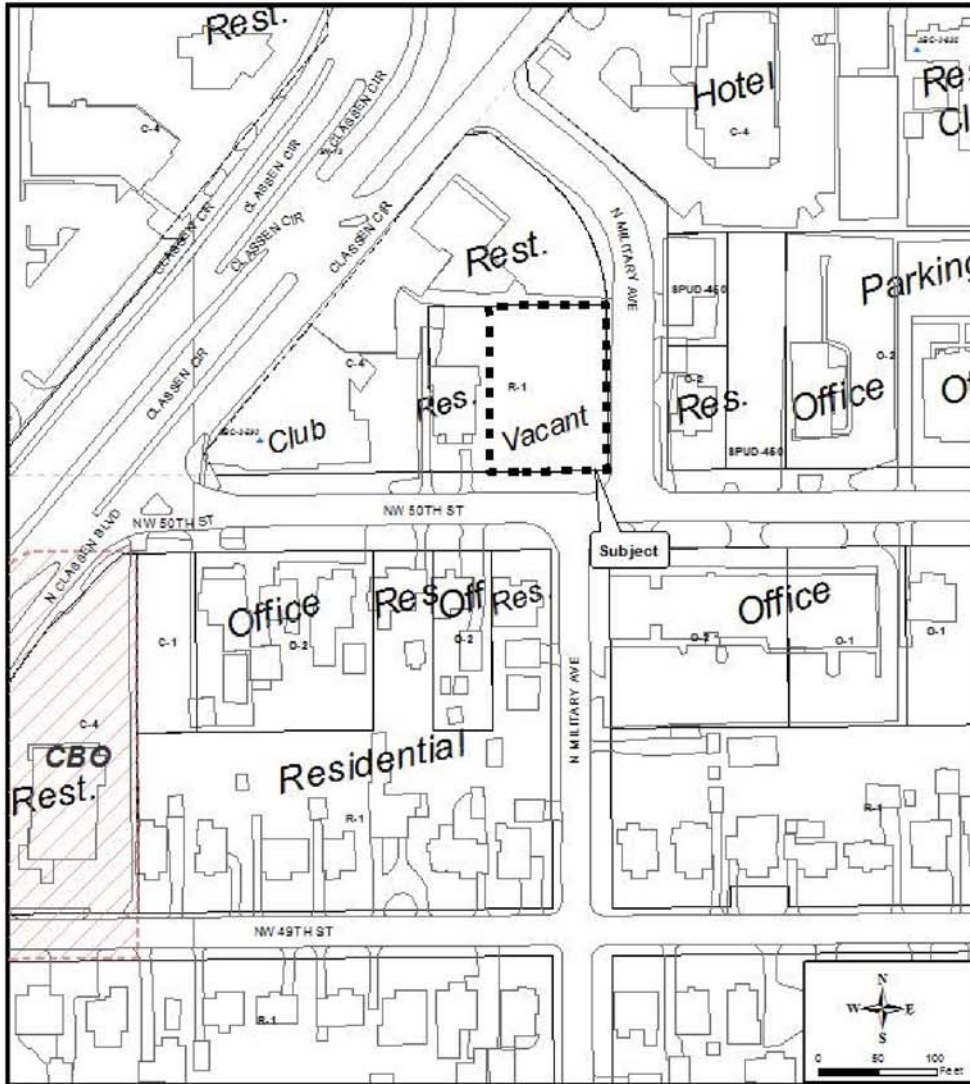 Rest.
Hotel
Res
Cl
C-4
C-4
CLASSEN CIR
CLASSEN CIR
CLASSEN CIR
CLASSEN CIR
CLASSEN CIR
CLASSEN CIR
N MILITARY AVE
Rest.
SPUD-460
Parking
C-4
R-1
O-2
O-2
Club
Res.
Vacant
Res.
Office
Of
SPUD-460
NW 50TH ST
NW 50TH ST
N CLASSEN BLVD
Subject
Office
Res
Off
Res.
Office
C-1
O-2
O-2
O-2
O-1
O-1
N MILITARY AVE
C-4
CBO
Rest.
Residential
R-1
R-1
NW 49TH ST
R-1
N
W E
S
0 50 100
Feet